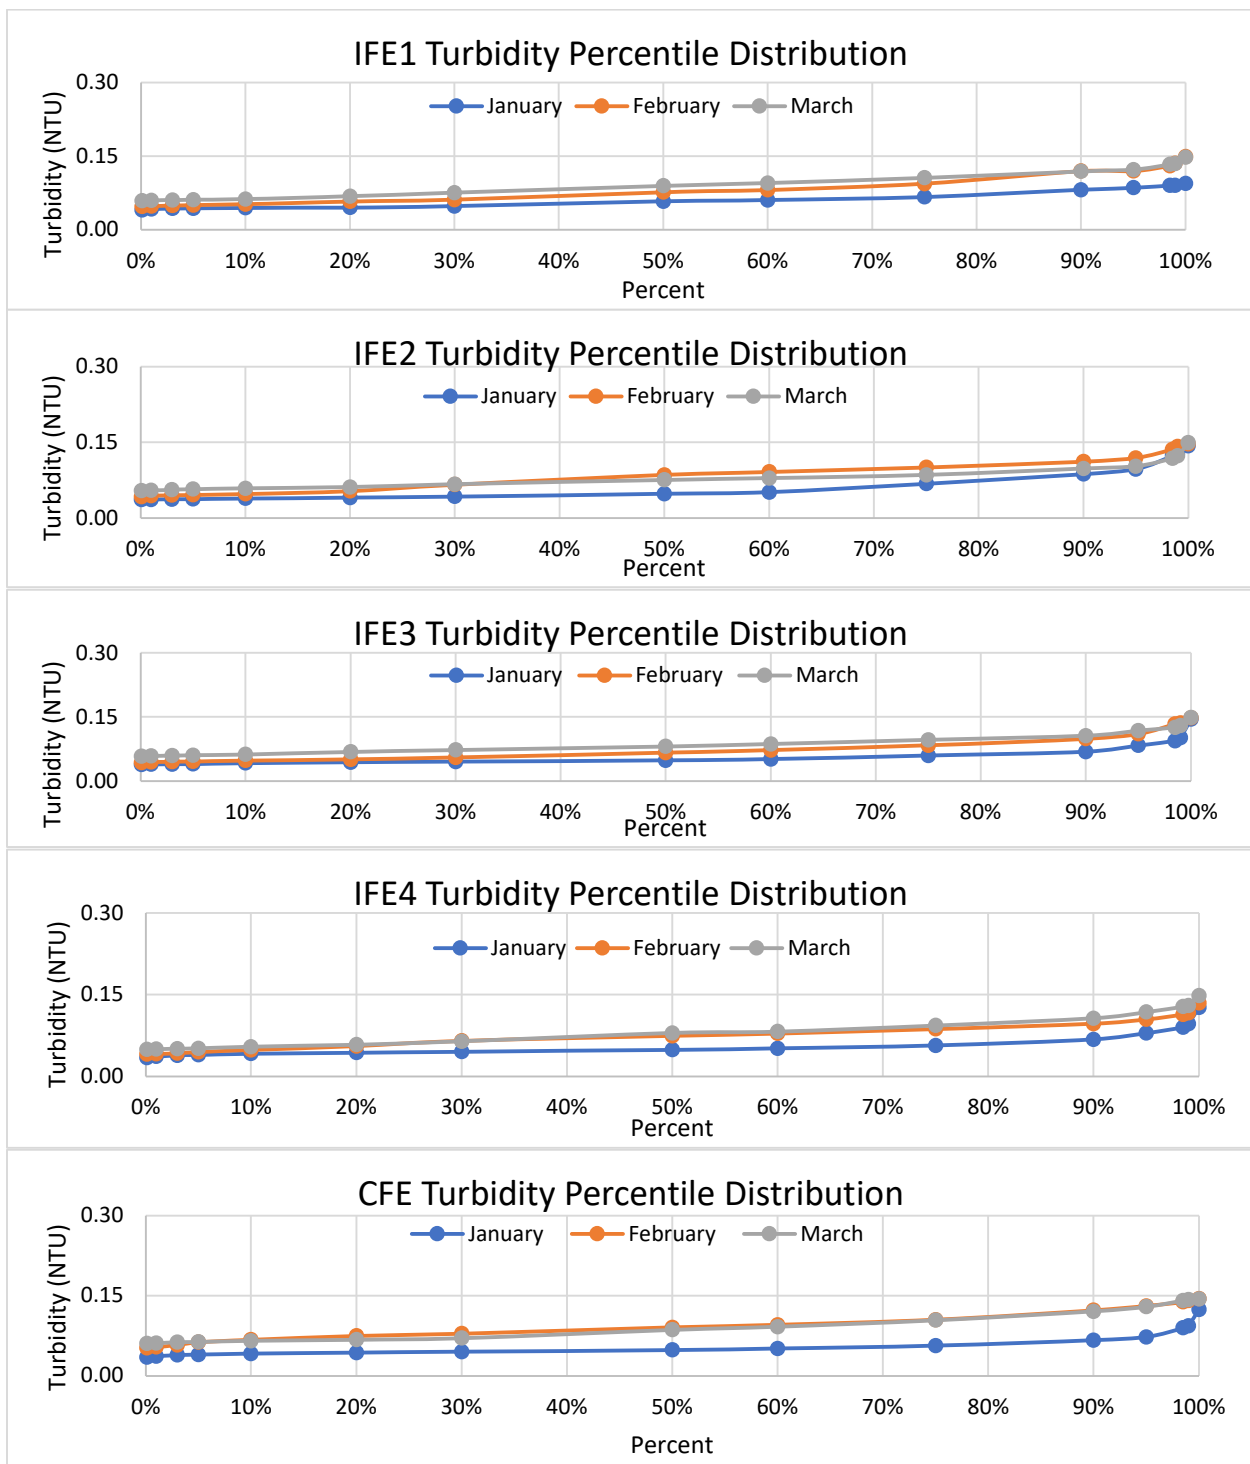 IFE1 Turbidity Percentile Distribution
0.30
January February March
0.15
0.00
Turbidity (NTU)
0% 10% 20% 30% 40% 50% 60% 70% 80% 90% 100%
Percent
IFE2 Turbidity Percentile Distribution
0.30
January February March
0.15
0.00
Turbidity (NTU)
0% 10% 20% 30% 40% 50% 60% 70% 80% 90% 100%
Percent
IFE3 Turbidity Percentile Distribution
0.30
January February March
0.15
0.00
Turbidity (NTU)
0% 10% 20% 30% 40% 50% 60% 70% 80% 90% 100%
Percent
IFE4 Turbidity Percentile Distribution
0.30
January February March
0.15
0.00
Turbidity (NTU)
0% 10% 20% 30% 40% 50% 60% 70% 80% 90% 100%
Percent
CFE Turbidity Percentile Distribution
0.30
January February March
0.15
0.00
Turbidity (NTU)
0% 10% 20% 30% 40% 50% 60% 70% 80% 90% 100%
Percent